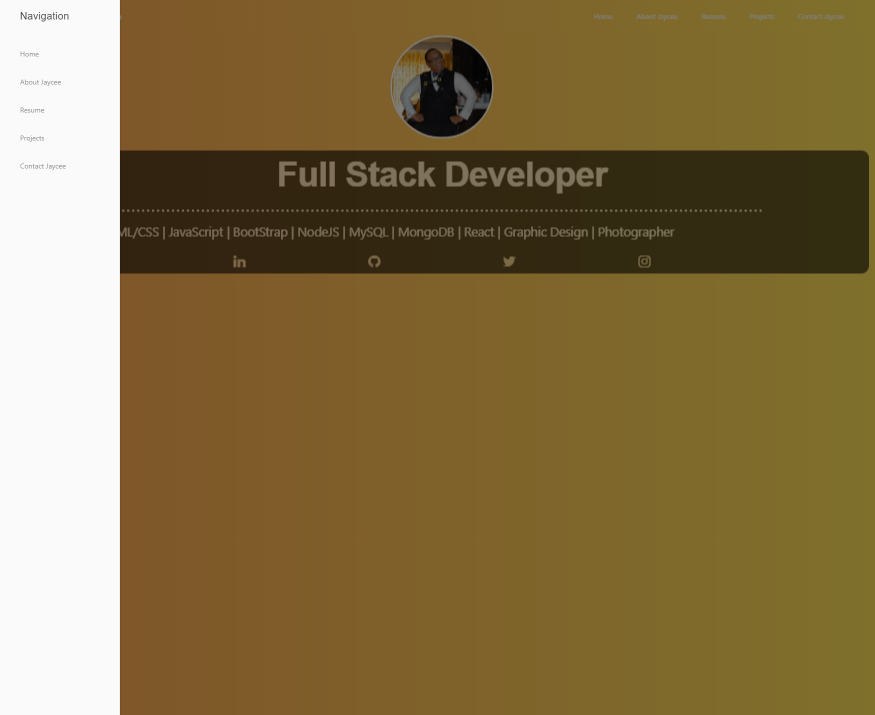 Navigation
Home
About Jaycee
Resume
Projects
Contact Jaycee
Home About Jaycee Resume Projects Contact Jaycee
Full Stack Developer
ML/CSS | JavaScript | BootStrap | NodeJS | MySQL | MongoDB | React | Graphic Design | Photographer